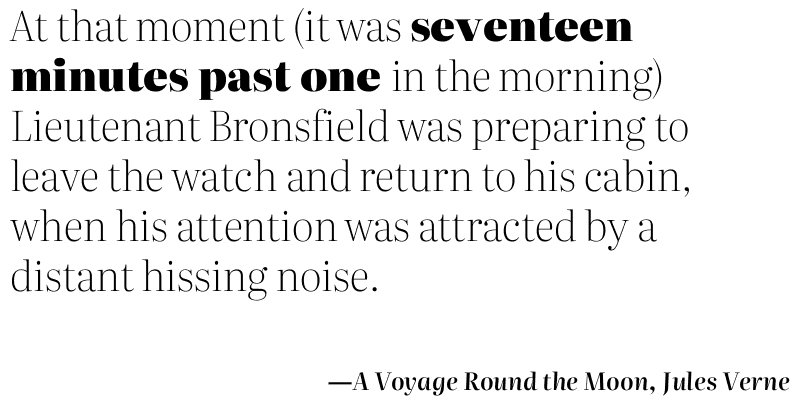 At that moment (it was seventeen
minutes past one in the morning)
Lieutenant Bronsfield was preparing to
leave the watch and return to his cabin,
when his attention was attracted by a
distant hissing noise.
—A Voyage Round the Moon, Jules Verne